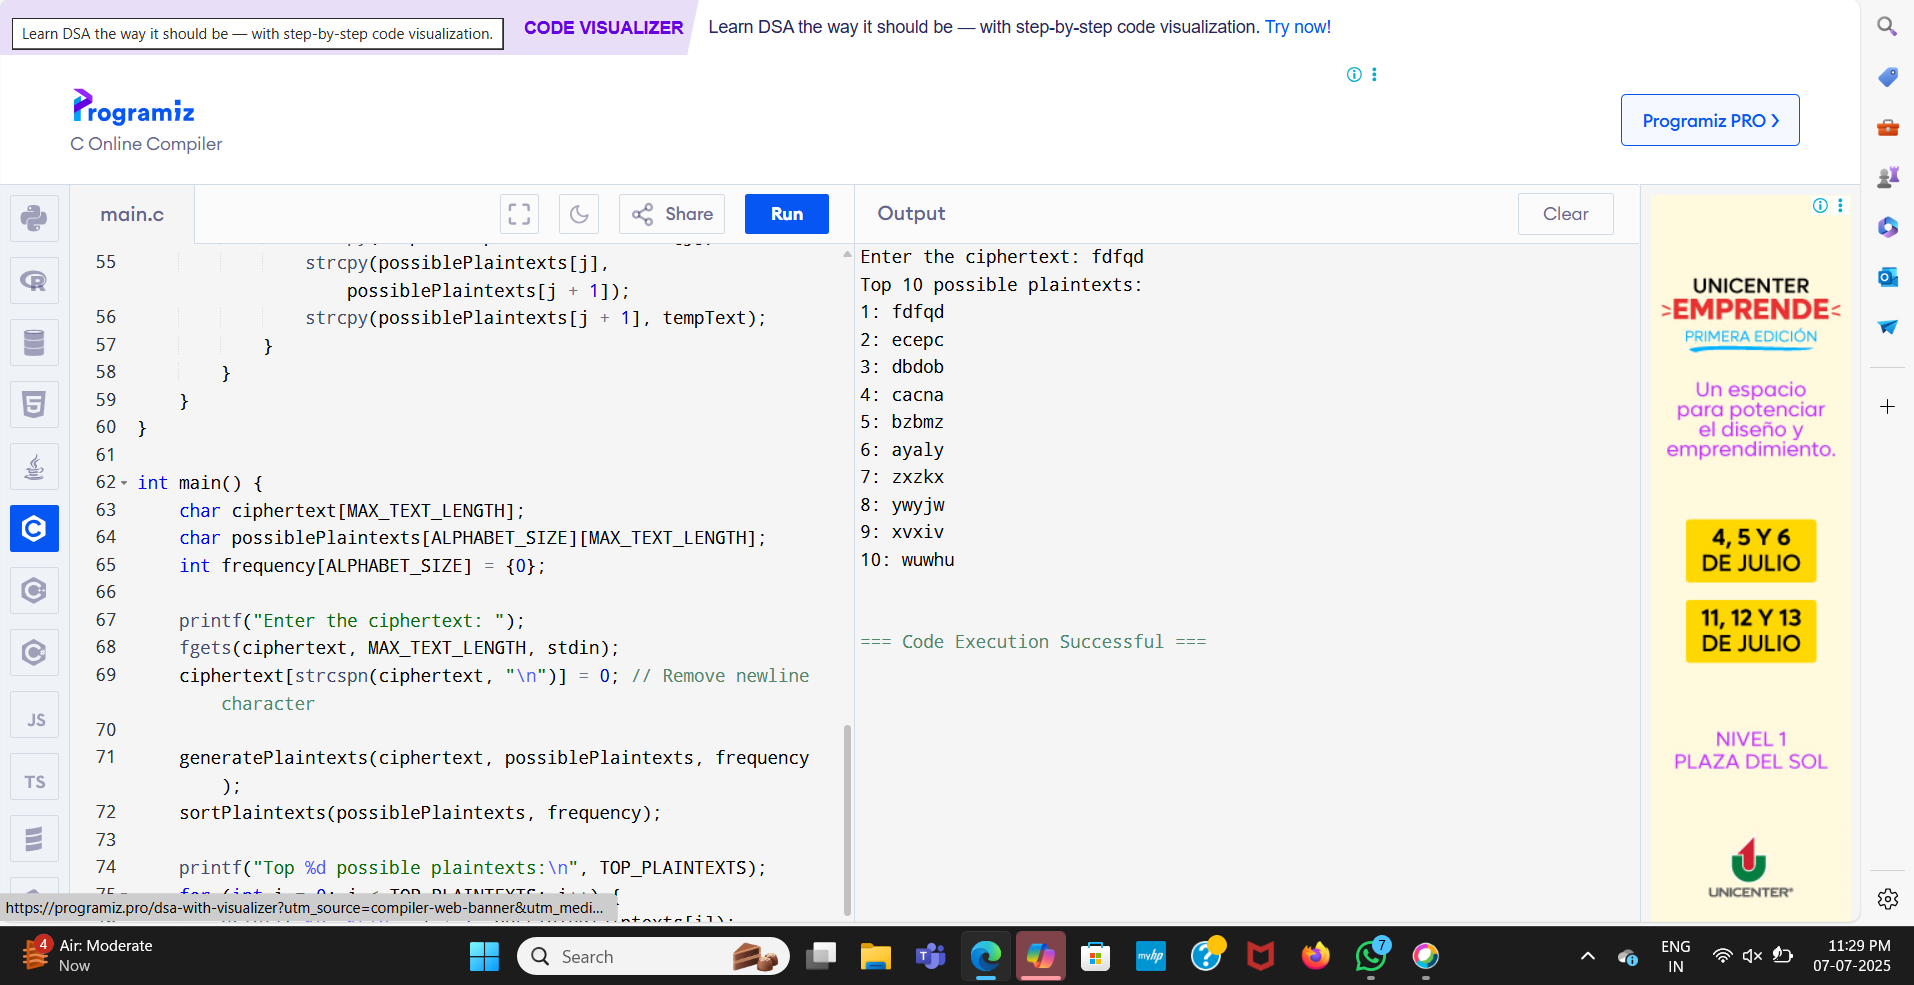 Learn DSA the way it should be — with step-by-step code visualization.
CODE VISUALIZER
Learn DSA the way it should be — with step-by-step code visualization. Try now!
Programiz
C Online Compiler
Programiz PRO
main.c
Share
Run
Output
Clear
55 strcpy(possiblePlaintexts[j],
possiblePlaintexts[j + 1]);
56 strcpy(possiblePlaintexts[j + 1], tempText);
57 }
58 }
59 }
60 }
61
62 int main() {
63 char ciphertext[MAX_TEXT_LENGTH];
64 char possiblePlaintexts[ALPHABET_SIZE][MAX_TEXT_LENGTH];
65 int frequency[ALPHABET_SIZE] = {0};
66
67 printf("Enter the ciphertext: ");
68 fgets(ciphertext, MAX_TEXT_LENGTH, stdin);
69 ciphertext[strcspn(ciphertext, "\n")] = 0; // Remove newline
character
70
71 generatePlaintexts(ciphertext, possiblePlaintexts, frequency
);
72 sortPlaintexts(possiblePlaintexts, frequency);
73
74 printf("Top %d possible plaintexts:\n", TOP_PLAINTEXTS);
Enter the ciphertext: fdfqd
Top 10 possible plaintexts:
1: fdfqd
2: ecepc
3: dbdob
4: cacna
5: bzbmz
6: ayaly
7: zxzkx
8: ywyjw
9: xvxiv
10: wuwhu
=== Code Execution Successful ===
UNICENTER
EMPRENDE
PRIMERA EDICIÓN
Un espacio
para potenciar
el diseño y
emprendimiento.
4, 5 Y 6
DE JULIO
11, 12 Y 13
DE JULIO
NIVEL 1
PLAZA DEL SOL
UNICENTER
JS
TS
https://programiz.pro/dsa-with-visualizer?utm_source=compiler-web-banner&utm_medi...
4
Air: Moderate
Now
Search
myhp
7
ENG
IN
11:29 PM
07-07-2025